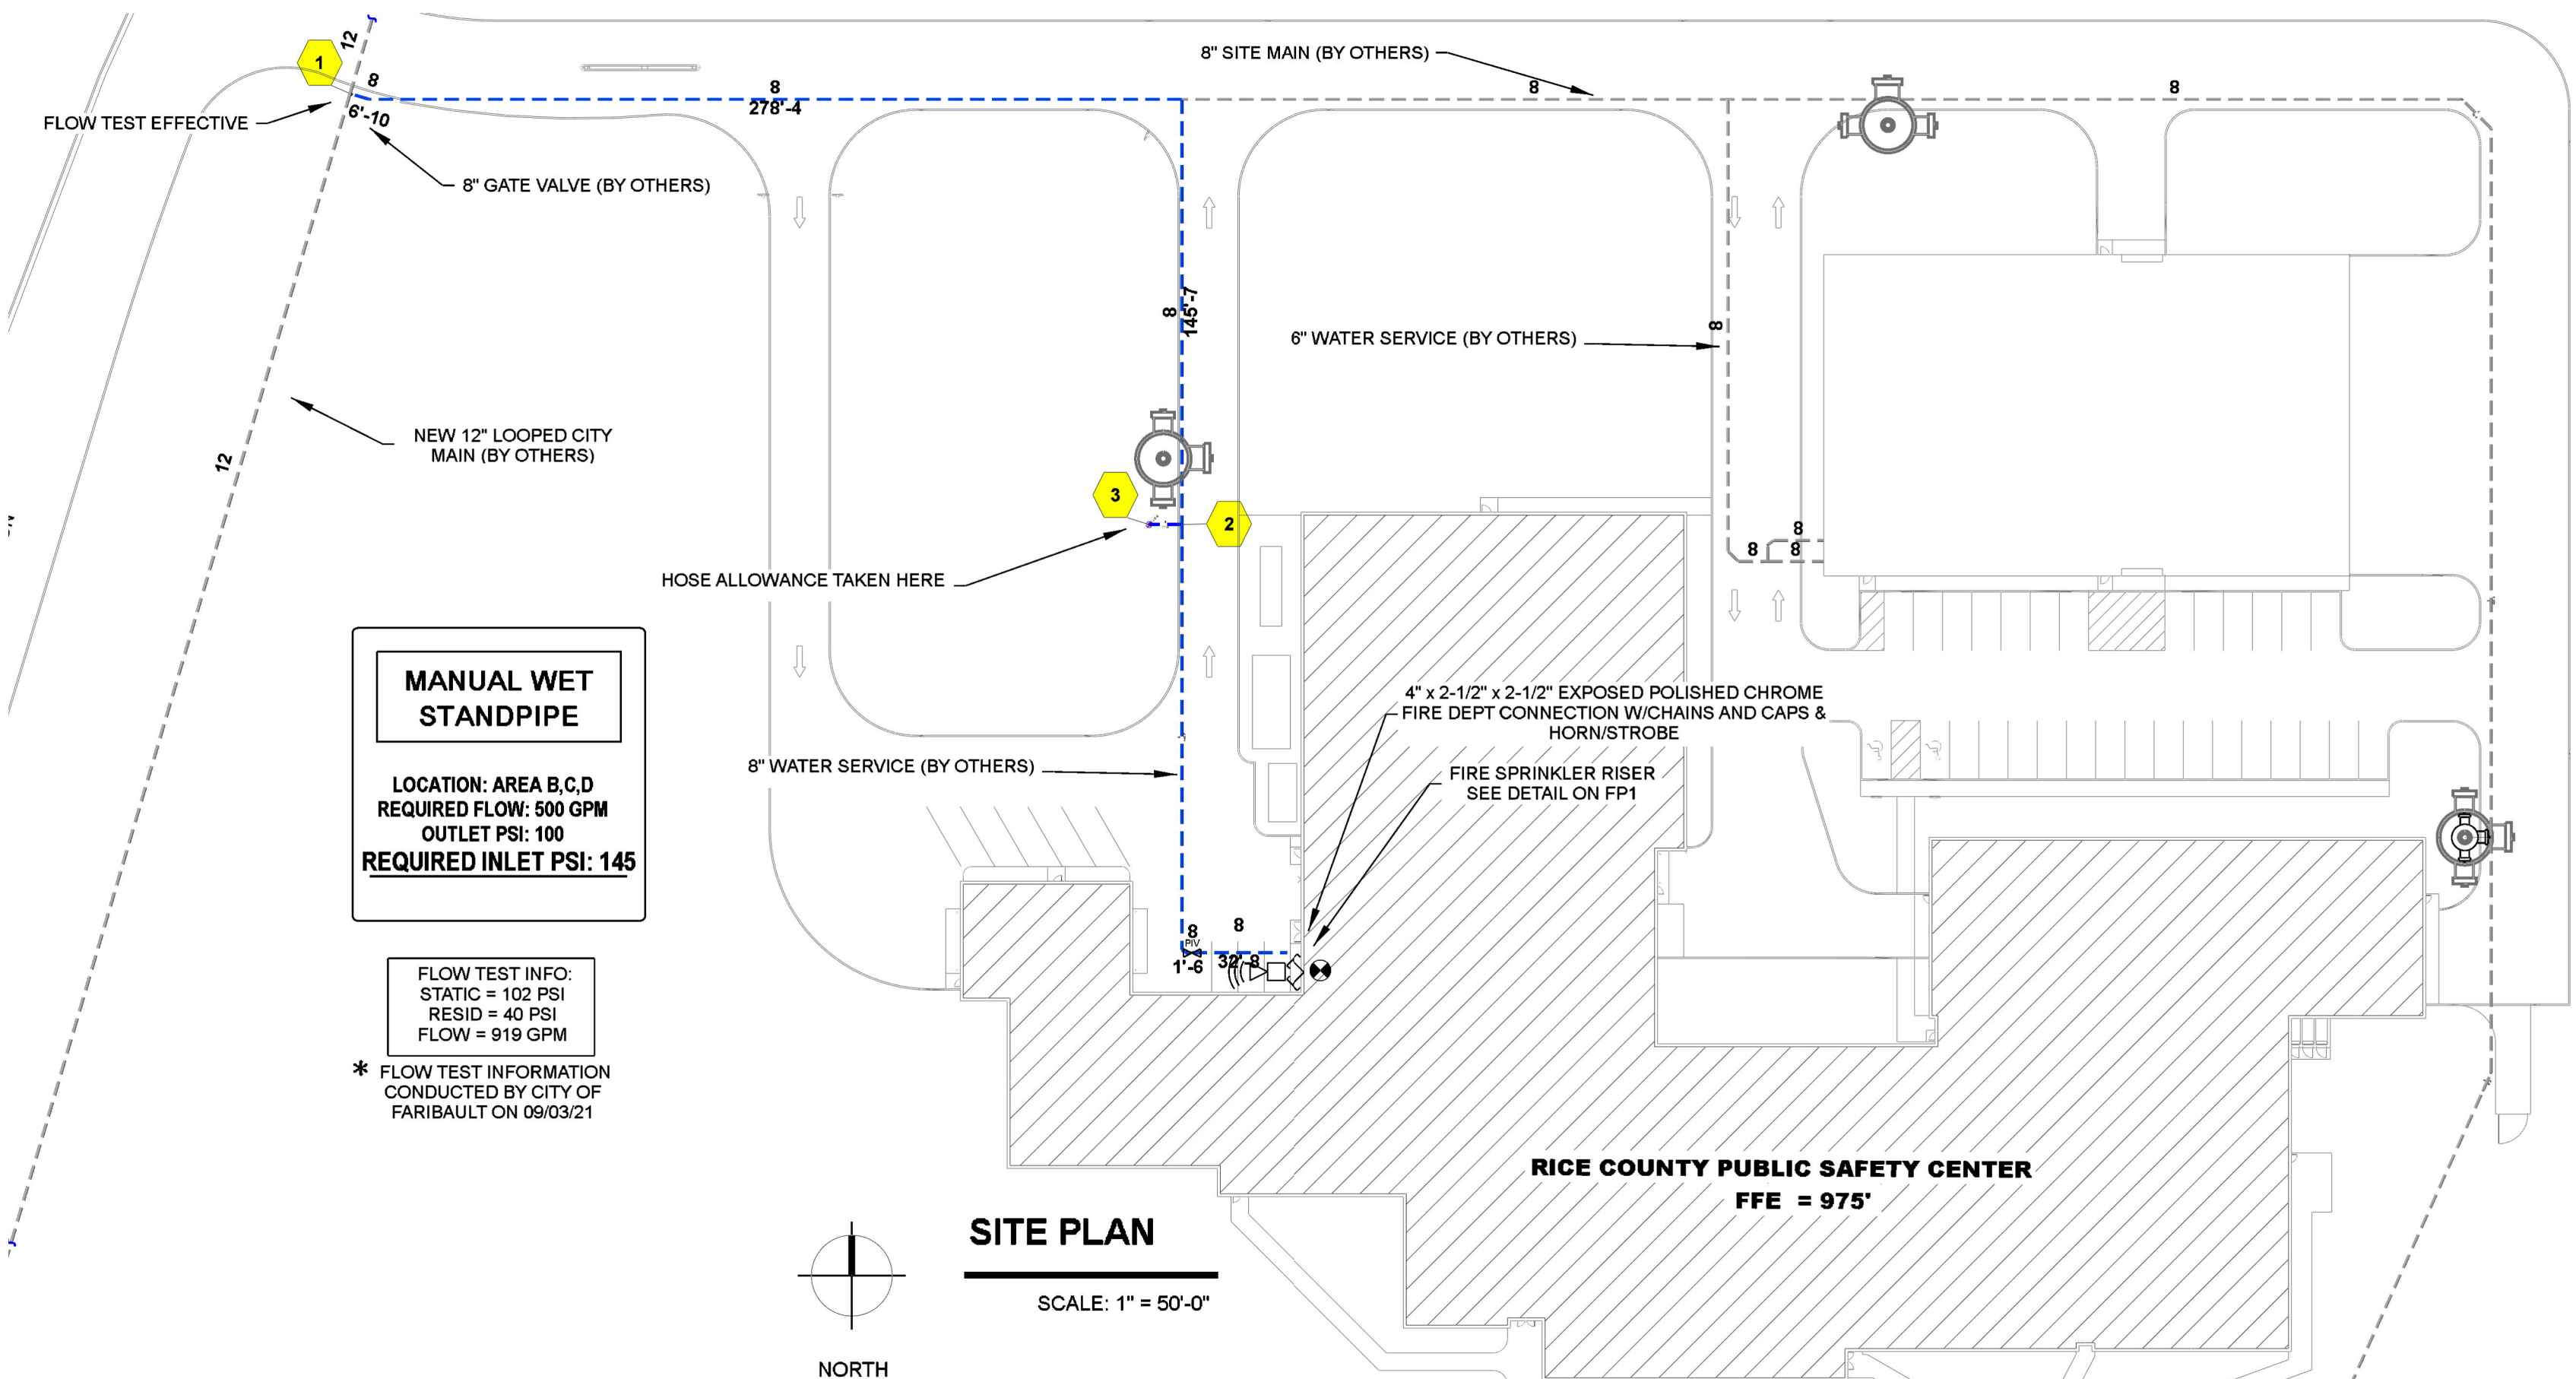 12
1
8
8
278'-4
8" SITE MAIN (BY OTHERS)
8
8
FLOW TEST EFFECTIVE
6'-10
8" GATE VALVE (BY OTHERS)
8
145'-7
6" WATER SERVICE (BY OTHERS)
8
NEW 12" LOOPED CITY
MAIN (BY OTHERS)
12
3
2
8
8
8
HOSE ALLOWANCE TAKEN HERE
MANUAL WET
STANDPIPE
LOCATION: AREA B,C,D
REQUIRED FLOW: 500 GPM
OUTLET PSI: 100
REQUIRED INLET PSI: 145
4" x 2-1/2" x 2-1/2" EXPOSED POLISHED CHROME
FIRE DEPT CONNECTION W/CHAINS AND CAPS &
HORN/STROBE
8" WATER SERVICE (BY OTHERS)
FIRE SPRINKLER RISER
SEE DETAIL ON FP1
8
8
PIV
1'-6
32'-8
FLOW TEST INFO:
STATIC = 102 PSI
RESID = 40 PSI
FLOW = 919 GPM
* FLOW TEST INFORMATION
CONDUCTED BY CITY OF
FARIBAULT ON 09/03/21
RICE COUNTY PUBLIC SAFETY CENTER
FFE = 975'
SITE PLAN
SCALE: 1" = 50'-0"
NORTH